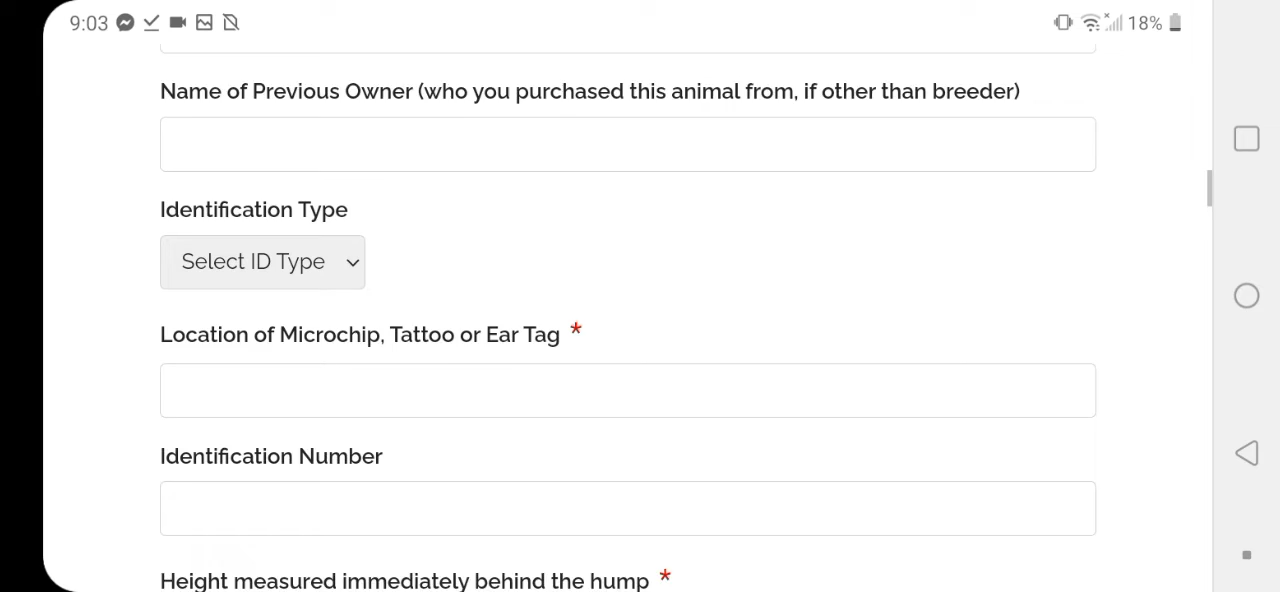 9:03
18%
Name of Previous Owner (who you purchased this animal from, if other than breeder)
Identification Type
Select ID Type
Location of Microchip, Tattoo or Ear Tag *
Identification Number
Height measured immediately behind the hump *